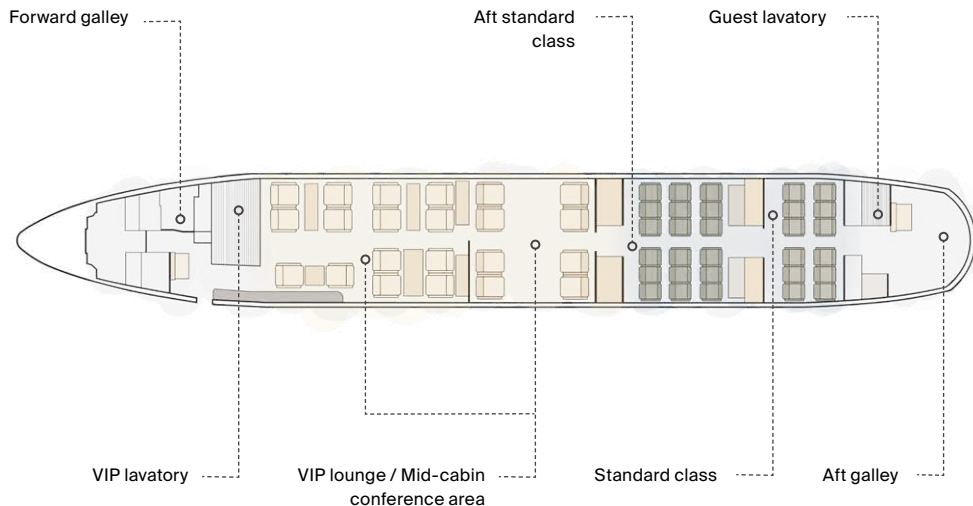 Forward galley
Aft standard
class
Guest lavatory
VIP lavatory
VIP lounge / Mid-cabin
conference area
Standard class
Aft galley